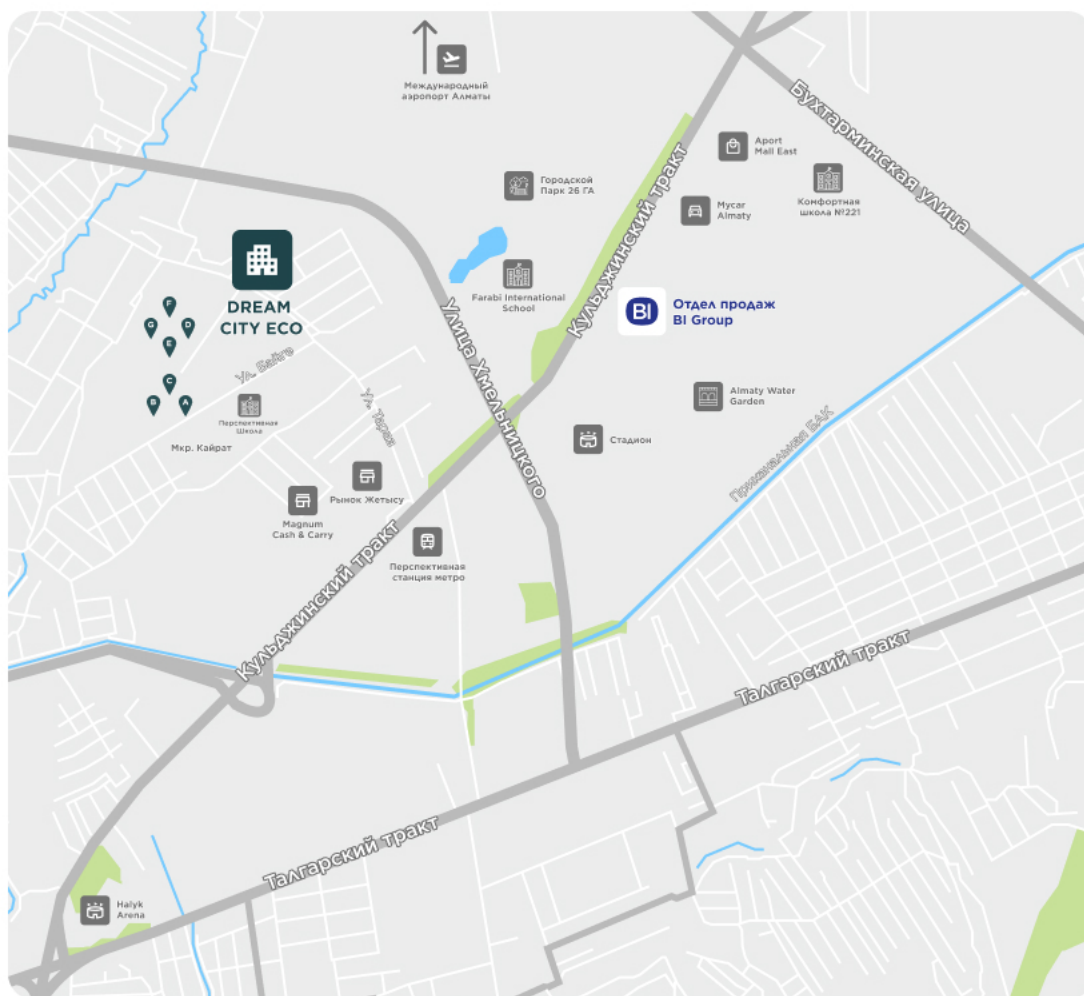 Международный
аэропорт Алматы
Бухтарминская улица
Aport
Mall East
Городской
Парк 26 ГА
Комфортная
школа №221
Mycar
Almaty
Кульджинский тракт
DREAM
CITY ECO
Farabi International
School
BI
Отдел продаж
BI Group
F
G
D
E
Улица Хмельницкого
Ул. Байге
C
B
A
Ул. Тараз
Перспективная
Школа
Almaty Water
Garden
Мкр. Кайрат
Стадион
Приканальная БАК
Рынок Жетысу
Magnum
Cash & Carry
Перспективная
станция метро
Кульджинский тракт
Талгарский тракт
Талгарский тракт
Halyk
Arena